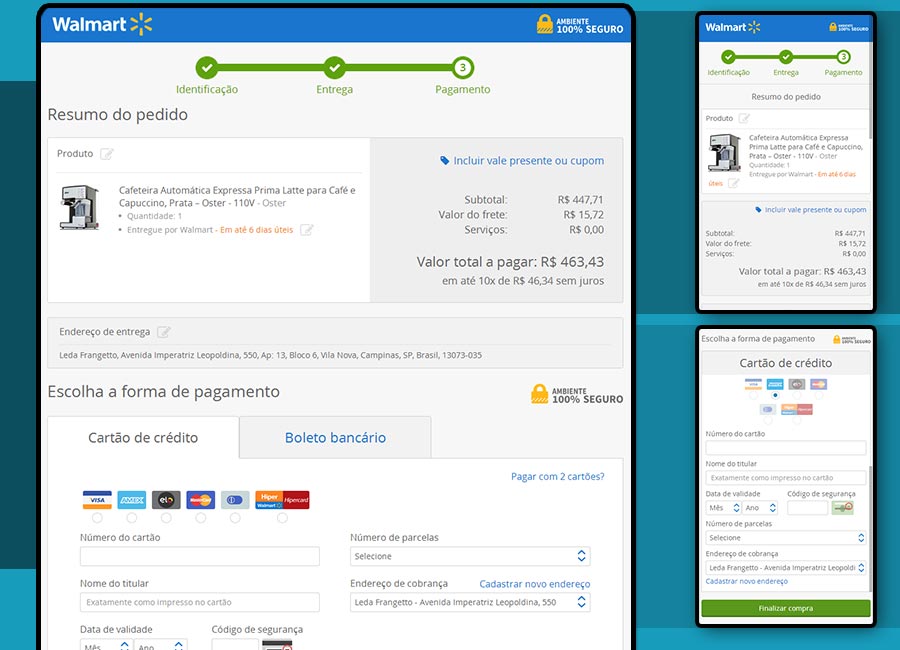 Walmart
AMBIENTE
100% SEGURO
3
Identificação
Entrega
Pagamento
Resumo do pedido
Produto
Cafeteira Automática Expressa Prima Latte para Café e
Capuccino, Prata – Oster - 110V - Oster
Quantidade: 1
Entregue por Walmart - Em até 6 dias úteis
Incluir vale presente ou cupom
Subtotal: R$ 447,71
Valor do frete: R$ 15,72
Serviços: R$ 0,00
Valor total a pagar: R$ 463,43
em até 10x de R$ 46,34 sem juros
Endereço de entrega
Leda Frangetto, Avenida Imperatriz Leopoldina, 550, Ap: 13, Bloco 6, Vila Nova, Campinas, SP, Brasil, 13073-035
Escolha a forma de pagamento
AMBIENTE
100% SEGURO
Cartão de crédito
Boleto bancário
Pagar com 2 cartões?
VISA
AMEX
elo
MasterCard
Hiper
Walmart
Hipercard
Número do cartão
Número de parcelas
Selecione
Nome do titular
Exatamente como impresso no cartão
Endereço de cobrança
Cadastrar novo endereço
Leda Frangetto - Avenida Imperatriz Leopoldina, 550
Data de validade
Código de segurança
Mês
Ano
Walmart
AMBIENTE
100% SEGURO
3
Identificação
Entrega
Pagamento
Resumo do pedido
Produto
Cafeteira Automática Expressa
Prima Latte para Café e Capuccino,
Prata – Oster - 110V - Oster
Quantidade: 1
Entregue por Walmart - Em até 6 dias
úteis
Incluir vale presente ou cupom
Subtotal: R$ 447,71
Valor do frete: R$ 15,72
Serviços: R$ 0,00
Valor total a pagar: R$ 463,43
em até 10x de R$ 46,34 sem juros
Escolha a forma de pagamento
AMBIENTE
100% SEGURO
Cartão de crédito
Número do cartão
Nome do titular
Exatamente como impresso no cartão
Data de validade
Código de segurança
Mês
Ano
Número de parcelas
Selecione
Endereço de cobrança
Leda Frangetto - Avenida Imperatriz Leopoldi
Cadastrar novo endereço
Finalizar compra